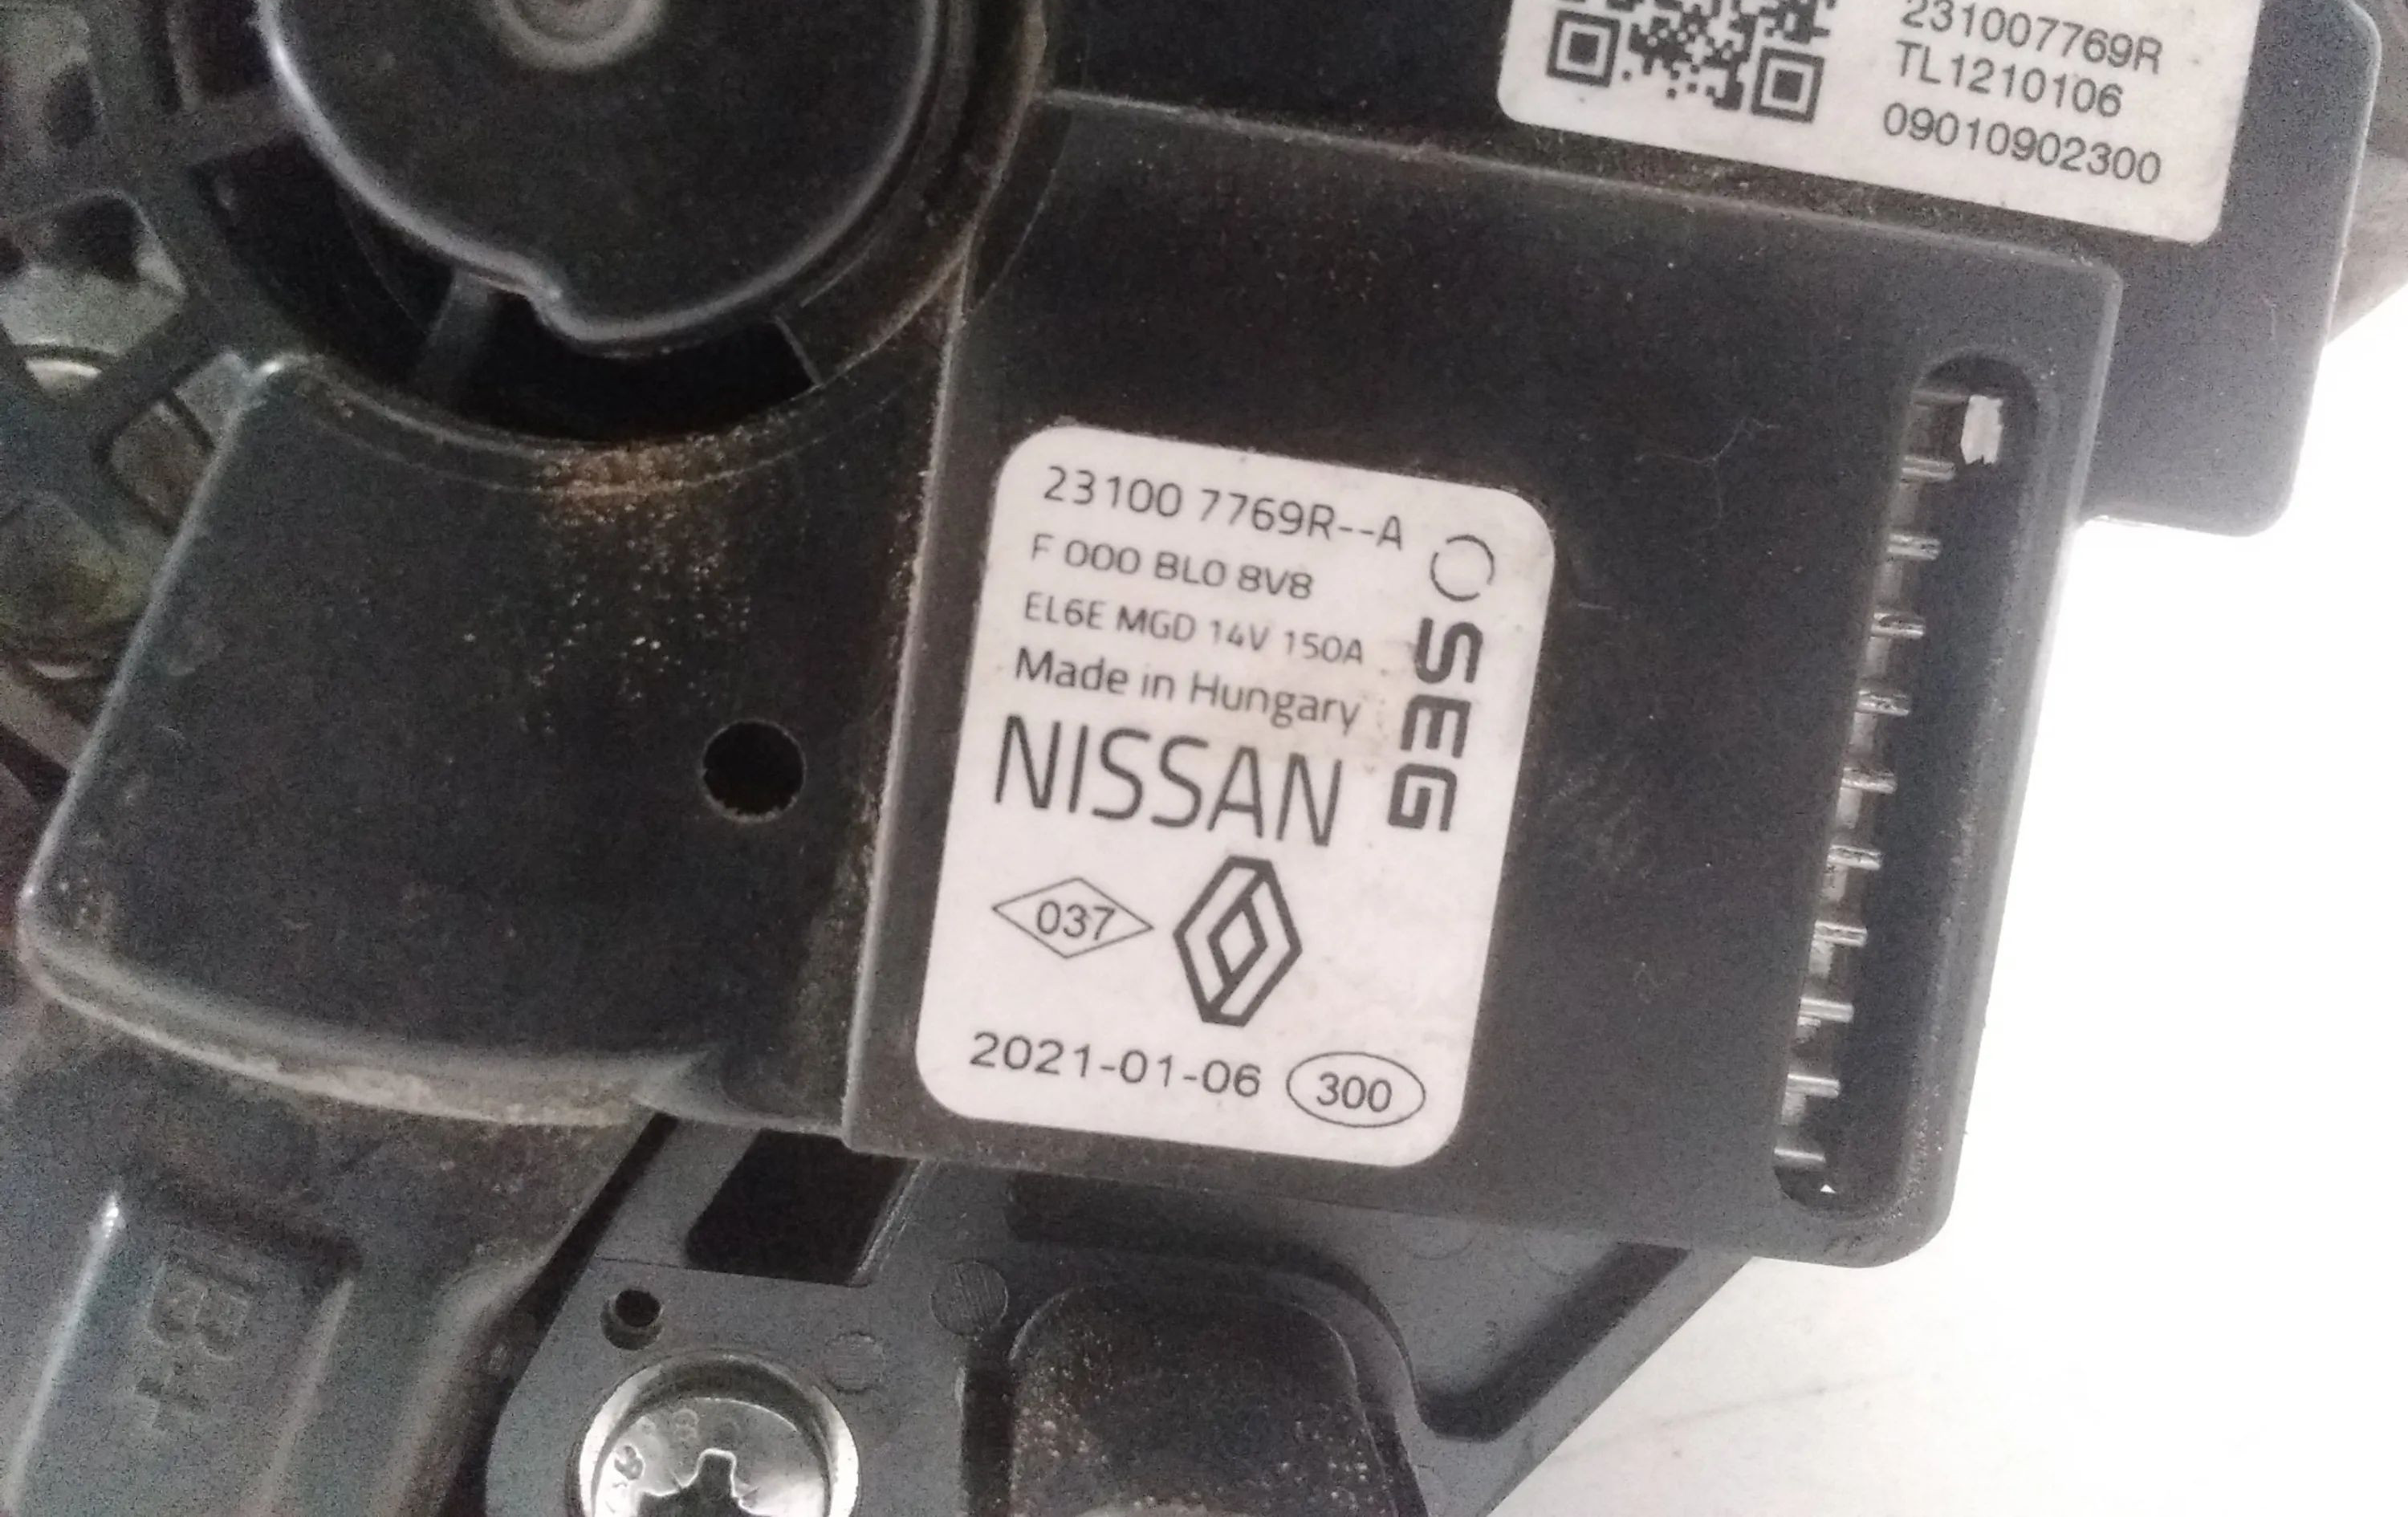 231007769R
TL1210106
09010902300
23100 7769R--A
F 000 BL0 8V8
EL6E MGD 14V 150A
Made in Hungary
SEG
NISSAN
037
2021-01-06 300
B+